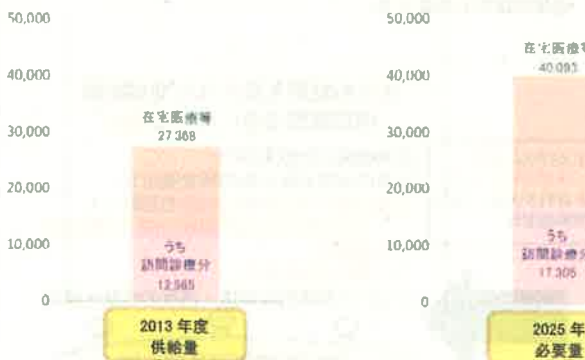 50,000
40,000
30,000
20,000
10,000
0
在宅医療等
27,368
うち
訪問診療分
12,565
2013 年度
供給量
50,000
40,000
30,000
20,000
10,000
0
在宅医療等
40,093
うち
訪問診療分
17,305
2025 年
必要量